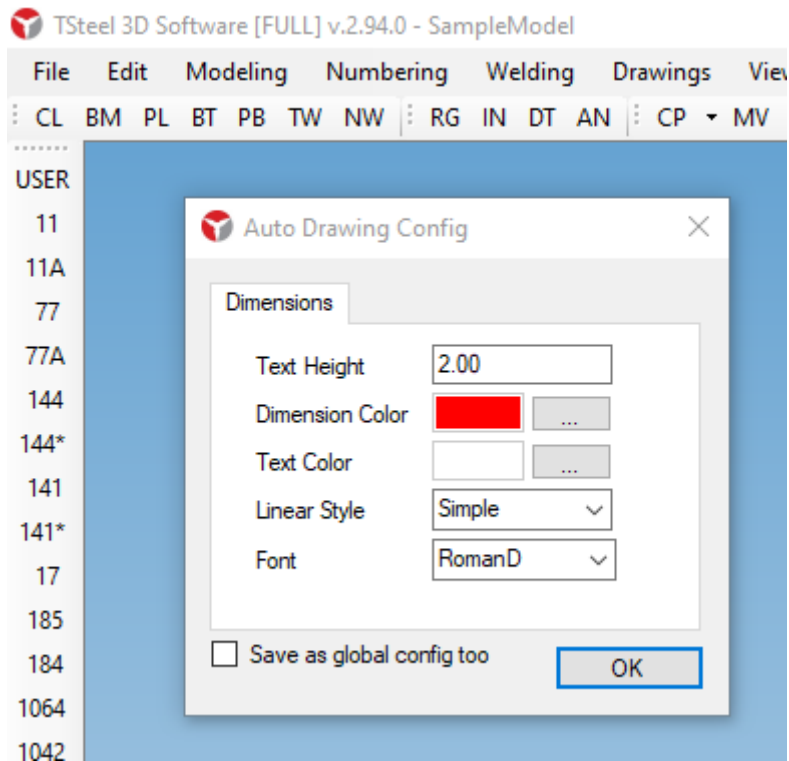 TSteel 3D Software [FULL] v.2.94.0 - SampleModel
File Edit Modeling Numbering Welding Drawings
CL BM PL BT PB TW NW RG IN DT AN CP MV
USER
11
11A
77
77A
144
144*
141
141*
17
185
184
1064
1042
Auto Drawing Config
Dimensions
Text Height 2.00
Dimension Color ...
Text Color ...
Linear Style Simple
Font RomanD
Save as global config too
OK